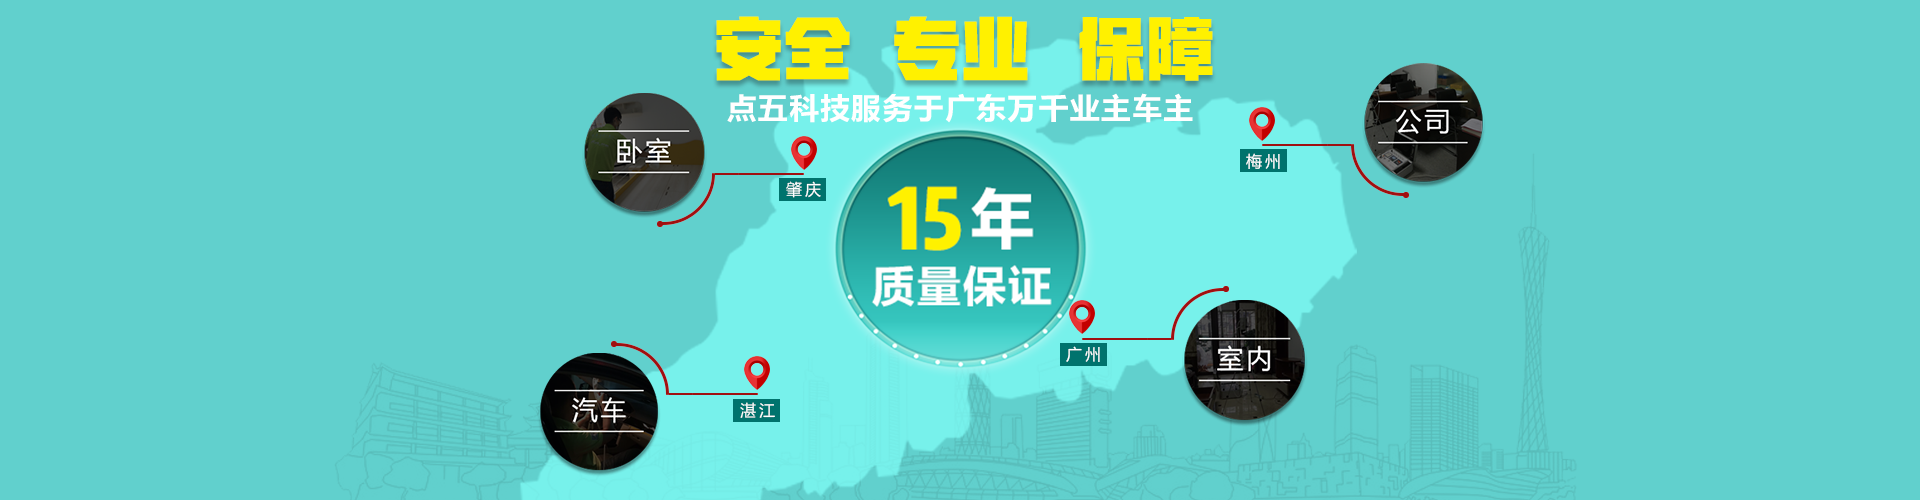 安全 专业 保障
点五科技服务于广东万千业主车主
15年
质量保证
卧室
肇庆
梅州
公司
广州
室内
汽车
湛江